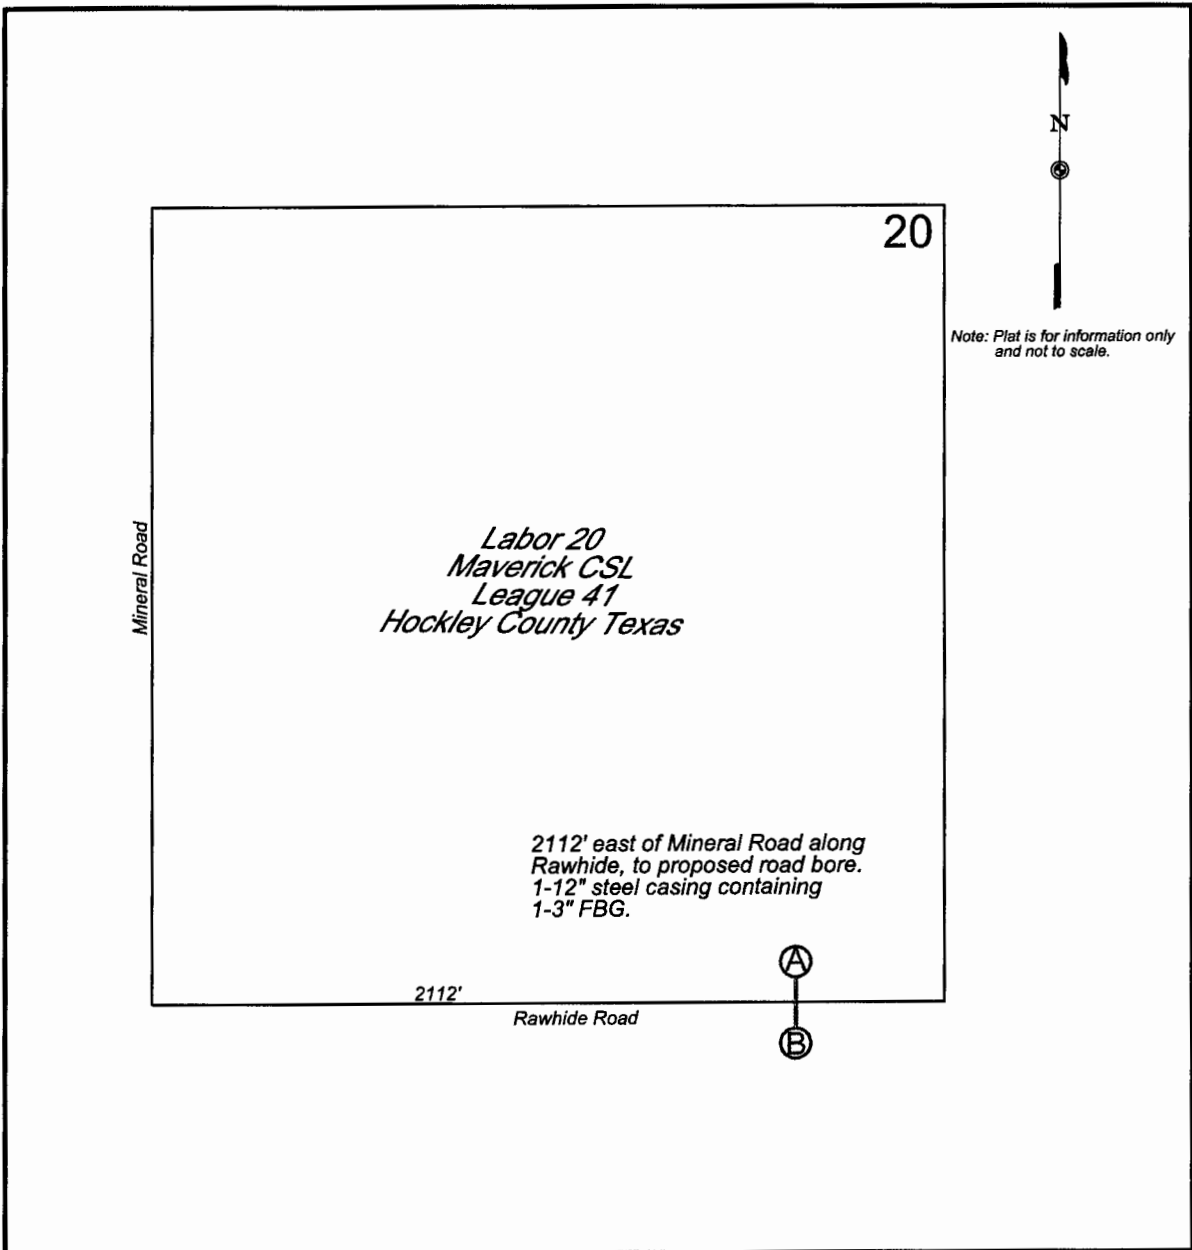 N
20
Note: Plat is for information only
and not to scale.
Mineral Road
Labor 20
Maverick CSL
League 41
Hockley County Texas
2112' east of Mineral Road along
Rawhide, to proposed road bore.
1-12" steel casing containing
1-3" FBG.
A
2112'
Rawhide Road
B